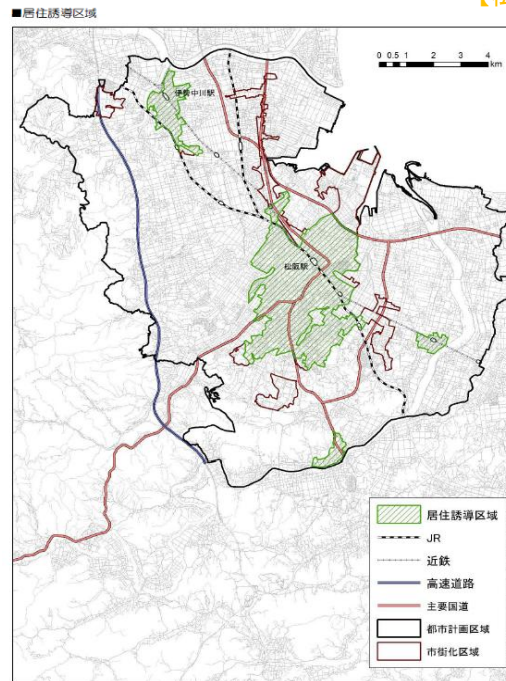 ■居住誘導区域
0 0.5 1 2 3 4
km
伊勢中川駅
松阪駅
居住誘導区域
JR
近鉄
高速道路
主要国道
都市計画区域
市街化区域